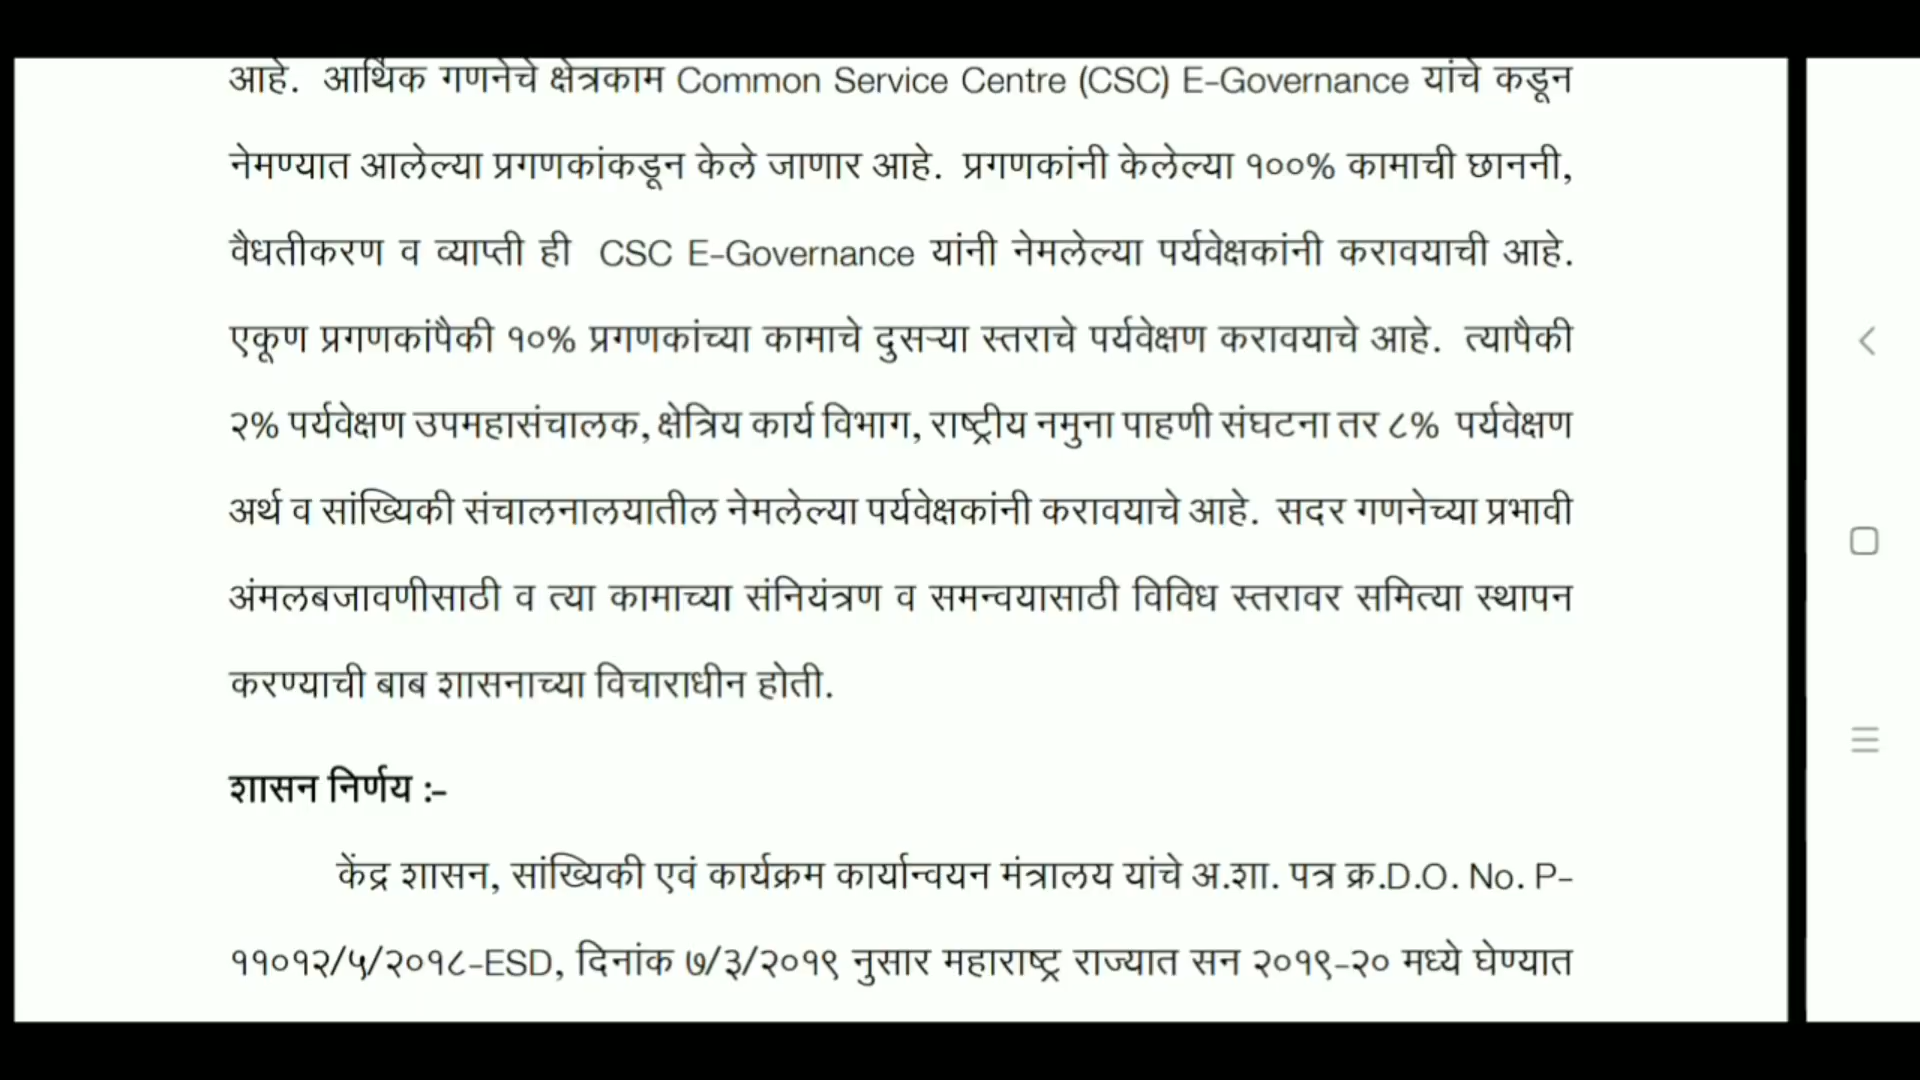 आहे. आर्थिक गणनेचे क्षेत्रकाम Common Service Centre (CSC) E-Governance यांचे कडून
नेमण्यात आलेल्या प्रगणकांकडून केले जाणार आहे. प्रगणकांनी केलेल्या १००% कामाची छाननी,
वैधतीकरण व व्याप्ती ही CSC E-Governance यांनी नेमलेल्या पर्यवेक्षकांनी करावयाची आहे.
एकूण प्रगणकांपैकी १०% प्रगणकांच्या कामाचे दुसऱ्या स्तराचे पर्यवेक्षण करावयाचे आहे. त्यापैकी
२% पर्यवेक्षण उपमहासंचालक, क्षेत्रिय कार्य विभाग, राष्ट्रीय नमुना पाहणी संघटना तर ८% पर्यवेक्षण
अर्थ व सांख्यिकी संचालनालयातील नेमलेल्या पर्यवेक्षकांनी करावयाचे आहे. सदर गणनेच्या प्रभावी
अंमलबजावणीसाठी व त्या कामाच्या संनियंत्रण व समन्वयासाठी विविध स्तरावर समित्या स्थापन
करण्याची बाब शासनाच्या विचाराधीन होती.
शासन निर्णय :-
केंद्र शासन, सांख्यिकी एवं कार्यक्रम कार्यान्वयन मंत्रालय यांचे अ.शा. पत्र क्र.D.O. No. P-
११०१२/५/२०१८-ESD, दिनांक ७/३/२०१९ नुसार महाराष्ट्र राज्यात सन २०१९-२० मध्ये घेण्यात